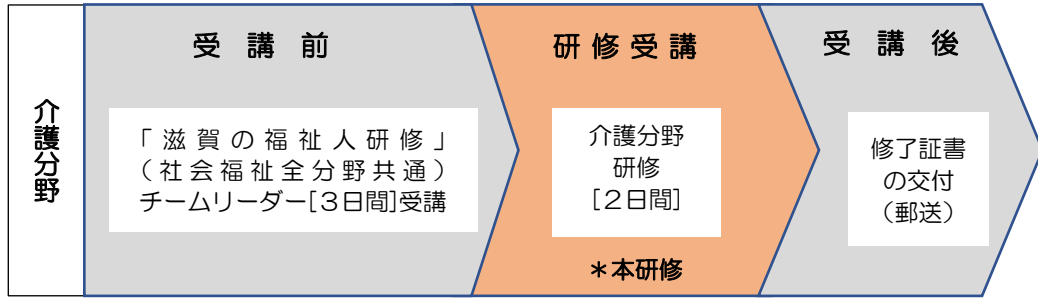 介護分野
受講前
「滋賀の福祉人研修」
（社会福祉全分野共通）
チームリーダー[３日間]受講
研修受講
介護分野
研修
[２日間]
＊本研修
受講後
修了証書
の交付
（郵送）